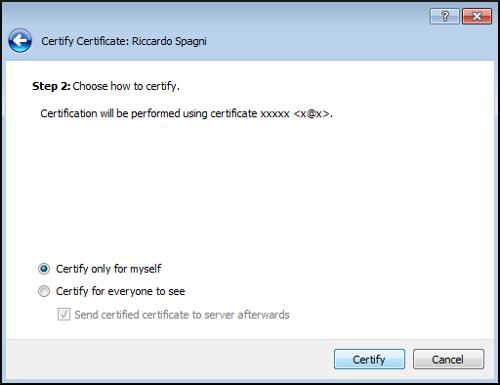 Certify Certificate: Riccardo Spagni
Step 2: Choose how to certify.
Certification will be performed using certificate xxxxx <x@x>.
Certify only for myself
Certify for everyone to see
Send certified certificate to server afterwards
Certify Cancel